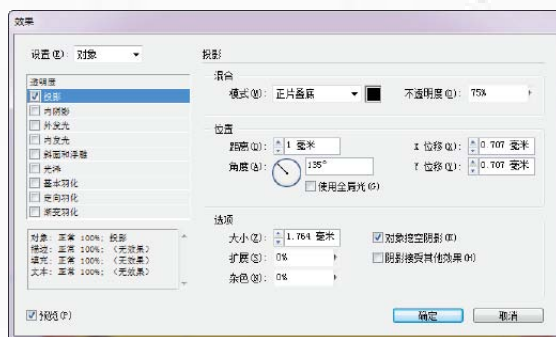 效果
设置(E): 对象
透明度
投影
内阴影
外发光
内发光
斜面和浮雕
光泽
基本羽化
定向羽化
渐变羽化
对象: 正常 100%; 投影
描边: 正常 100%; (无效果)
填充: 正常 100%; (无效果)
文本: 正常 100%; (无效果)
预览(P)
投影
混合
模式(M): 正片叠底
不透明度(O): 75%
位置
距离(D): 1 毫米
X 位移(X): 0.707 毫米
角度(A): 135°
Y 位移(Y): 0.707 毫米
使用全局光(G)
选项
大小(Z): 1.764 毫米
对象挖空阴影(K)
扩展(S): 0%
阴影接受其他效果(H)
杂色(N): 0%
确定
取消